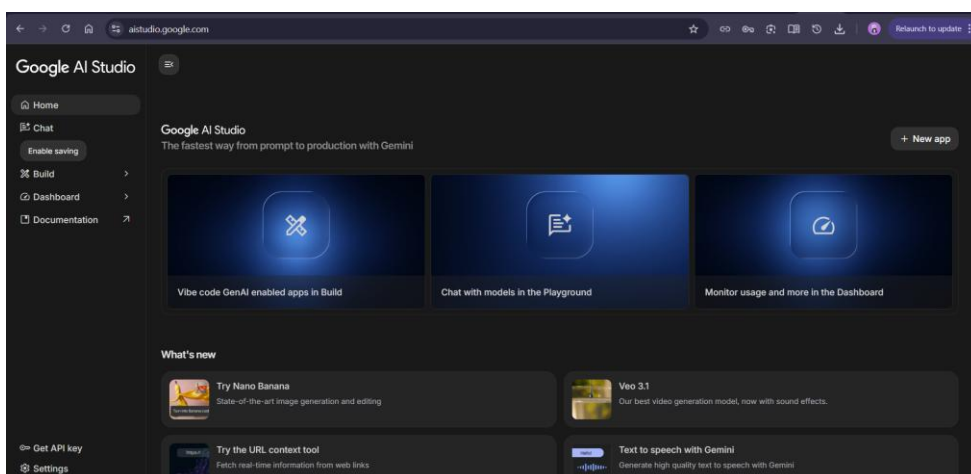 aistudio.google.com
Relaunch to update
Google AI Studio
Home
Chat
Enable saving
Build
Dashboard
Documentation
Get API key
Settings
Google AI Studio
The fastest way from prompt to production with Gemini
+ New app
Vibe code GenAI enabled apps in Build
Chat with models in the Playground
Monitor usage and more in the Dashboard
What's new
Try Nano Banana
State-of-the-art image generation and editing
Veo 3.1
Our best video generation model, now with sound effects.
Try the URL context tool
Fetch real-time information from web links
Text to speech with Gemini
Generate high quality text to speech with Gemini